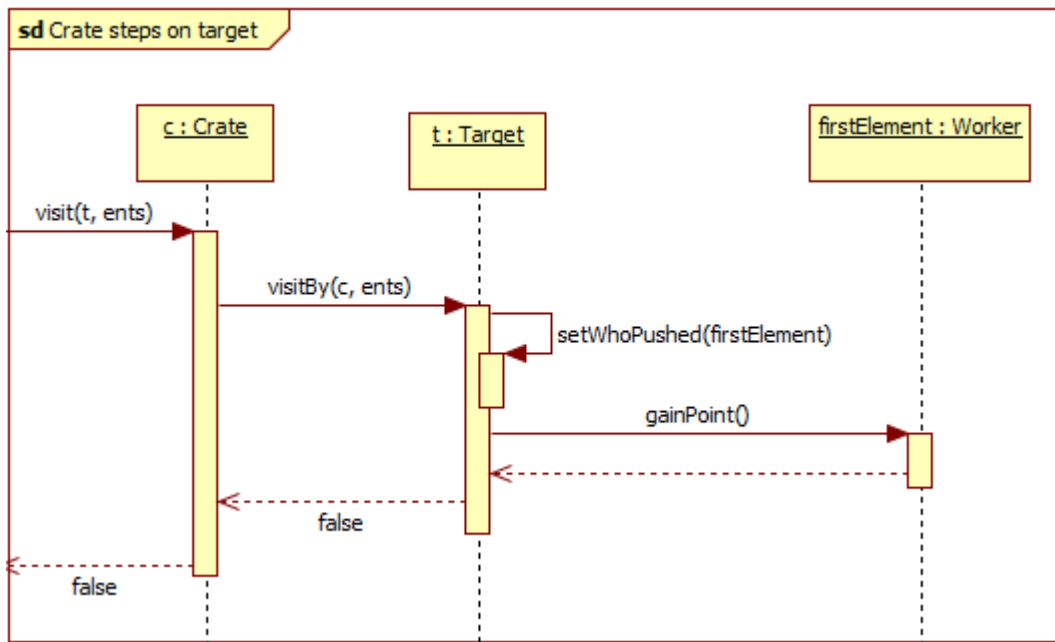 sd Crate steps on target
c : Crate
t : Target
firstElement : Worker
visit(t, ents)
visitBy(c, ents)
setWhoPushed(firstElement)
gainPoint()
false
false